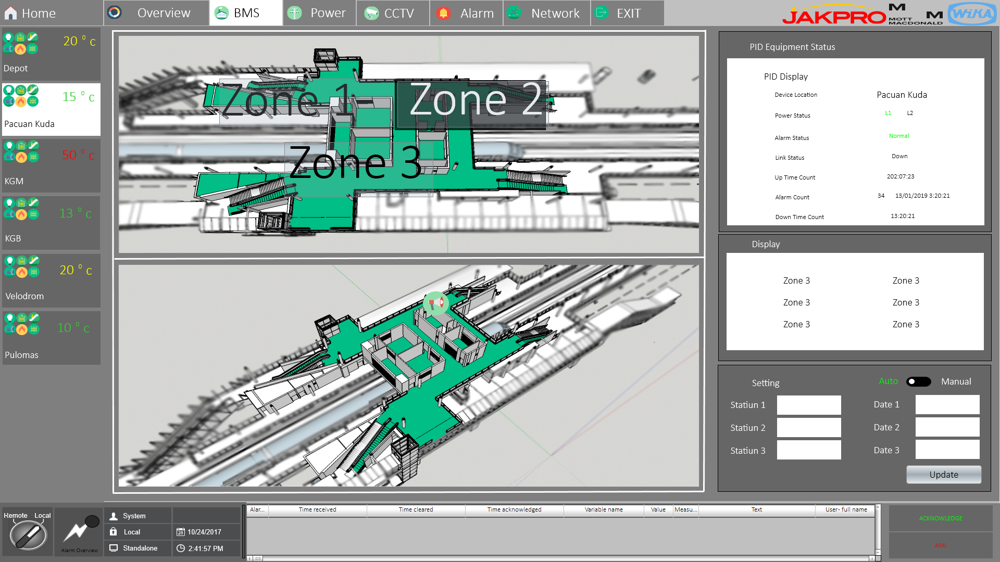 Home
Overview
BMS
Power
CCTV
Alarm
Network
EXIT
JAKPRO
M
MOTT
MACDONALD
M
WiKA
20 ° c
Depot
15 ° c
Pacuan Kuda
50 ° c
KGM
13 ° c
KGB
20 ° c
Velodrom
10 ° c
Pulomas
Zone 1
Zone 2
Zone 3
PID Equipment Status
PID Display
Device Location Pacuan Kuda
Power Status L1 L2
Alarm Status Normal
Link Status Down
Up Time Count 202:07:23
Alarm Count 34 13/01/2019 3:20:21
Down Time Count 13:20:21
Display
Zone 3 Zone 3
Zone 3 Zone 3
Zone 3 Zone 3
Setting Auto Manual
Statiun 1 Date 1
Statiun 2 Date 2
Statiun 3 Date 3
Update
Remote Local
Alarm Overview
System
Local
28 10/24/2017
Standalone
2:41:57 PM
Alar... Time received Time cleared Time acknowledged Variable name Value Measu... Text User- full name
ACKNOWLEDGE
AML